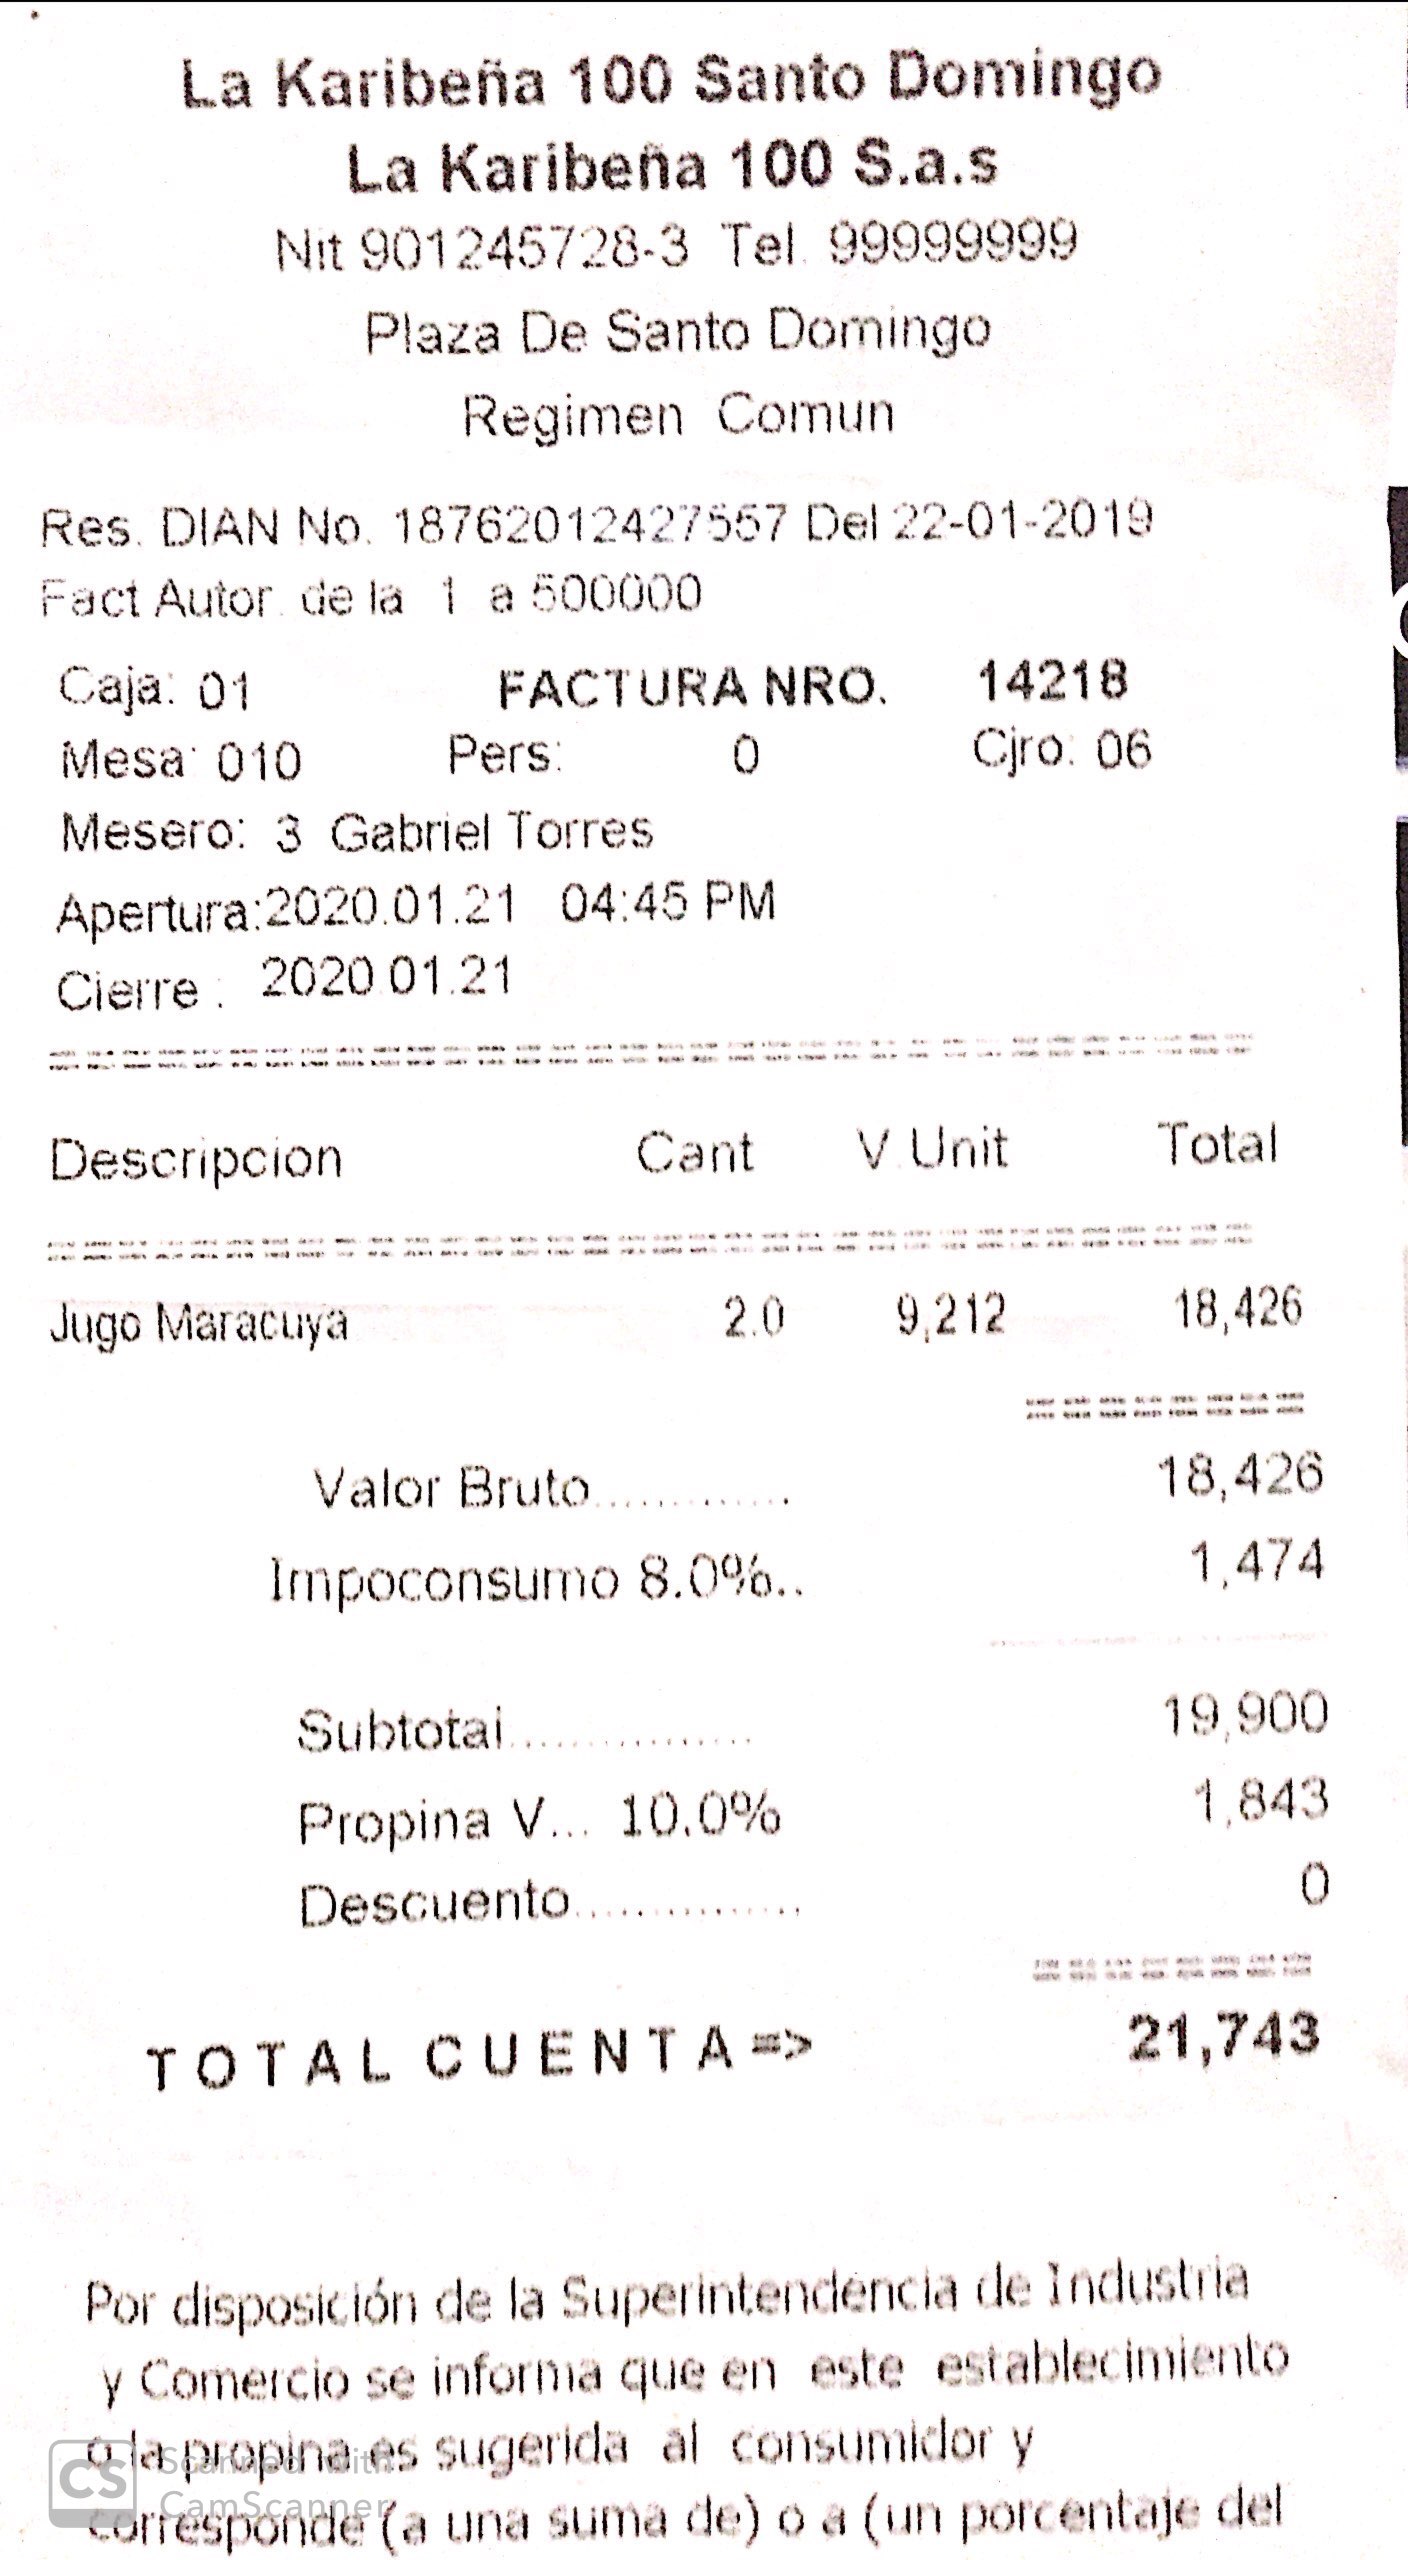 La Karibeña 100 Santo Domingo
La Karibeña 100 S.a.s
Nit 901245728-3 Tel. 99999999
Plaza De Santo Domingo
Regimen Comun
Res. DIAN No. 18762012427557 Del 22-01-2019
Fact Autor. de la 1 a 500000
Caja: 01 FACTURA NRO. 14218
Mesa: 010 Pers: 0 Cjro: 06
Mesero: 3 Gabriel Torres
Apertura:2020.01.21 04:45 PM
Cierre : 2020.01.21
Descripcion Cant V.Unit Total
Jugo Maracuya 2.0 9,212 18,426
Valor Bruto............. 18,426
Impoconsumo 8.0%.. 1,474
Subtotal................ 19,900
Propina V... 10.0% 1,843
Descuento............... 0
TOTAL CUENTA=> 21,743
Por disposición de la Superintendencia de Industria
y Comercio se informa que en este establecimiento
o la propina es sugerida al consumidor y
corresponde (a una suma de) o a (un porcentaje del
CS Scanned with
CamScanner